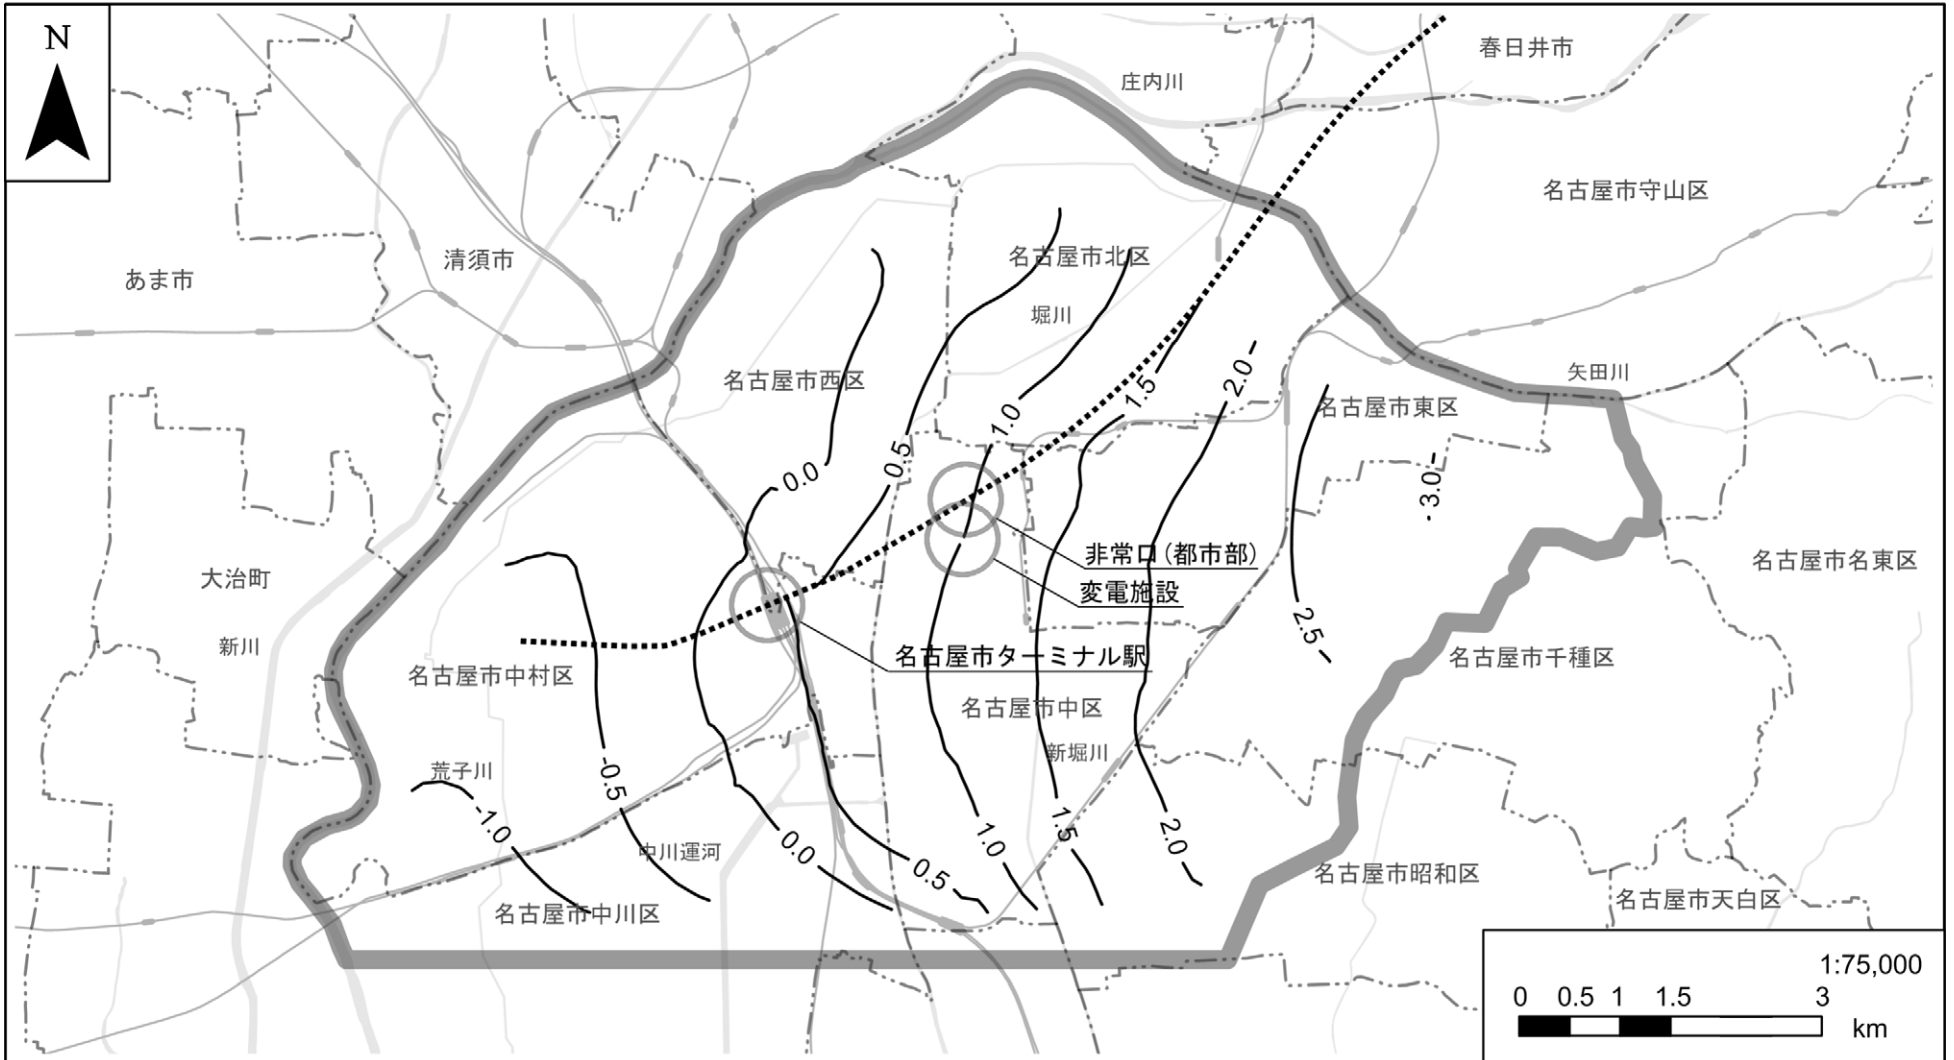 N
春日井市
庄内川
名古屋市守山区
清須市
名古屋市北区
あま市
堀川
名古屋市西区
2.0
矢田川
1.5
名古屋市東区
1.0
0.5
0.0
-3.0-
非常口(都市部)
名古屋市名東区
大治町
変電施設
2.5
新川
名古屋市ターミナル駅
名古屋市千種区
名古屋市中村区
名古屋市中区
新堀川
荒子川
-0.5
-1.0
1.5
2.0
中川運河
0.0
1.0
0.5
名古屋市昭和区
名古屋市天白区
名古屋市中川区
1:75,000
0 0.5 1 1.5 3
km